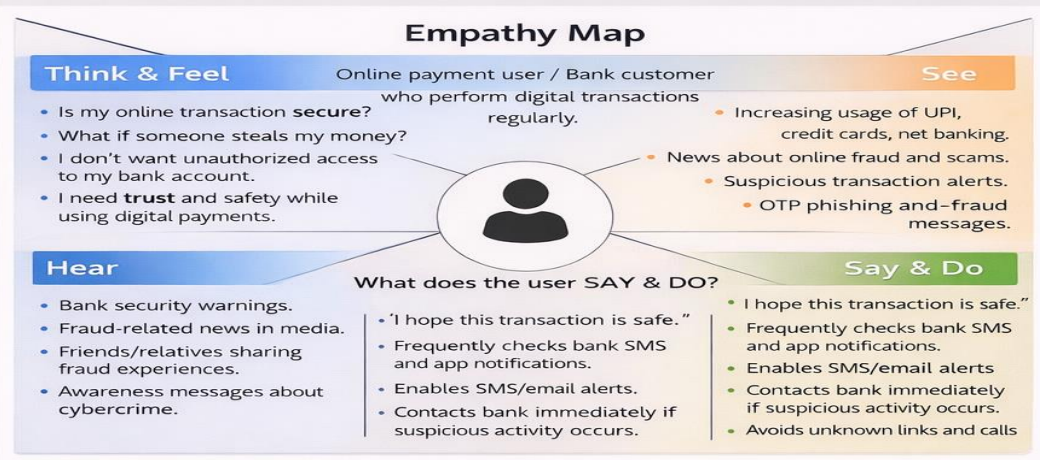 Empathy Map
Think & Feel
Online payment user / Bank customer
who perform digital transactions
regularly.
See
• Is my online transaction secure?
• What if someone steals my money?
• I don't want unauthorized access
to my bank account.
• I need trust and safety while
using digital payments.
• Increasing usage of UPI,
credit cards, net banking.
• News about online fraud and scams.
• Suspicious transaction alerts.
• OTP phishing and-fraud
messages.
Hear
• Bank security warnings.
• Fraud-related news in media.
• Friends/relatives sharing
fraud experiences.
• Awareness messages about
cybercrime.
What does the user SAY & DO?
• 'I hope this transaction is safe."
• Frequently checks bank SMS
and app notifications.
• Enables SMS/email alerts.
• Contacts bank immediately if
suspicious activity occurs.
Say & Do
• I hope this transaction is safe."
• Frequently checks bank SMS
and app notifications.
• Enables SMS/email alerts
• Contacts bank immediately
if suspicious activity occurs.
• Avoids unknown links and calls